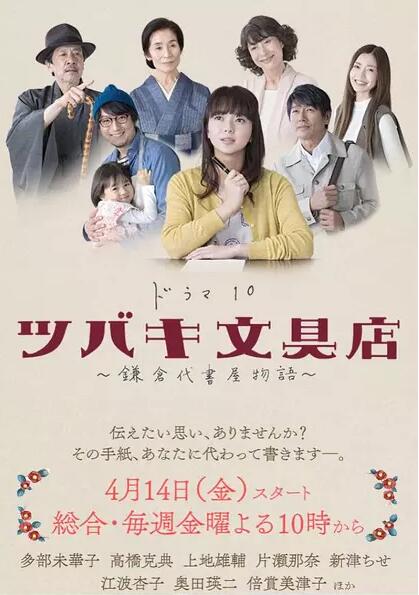 ドラマ10
ツバキ文具店
〜鎌倉代書屋物語〜
伝えたい思い、ありませんか?
その手紙、あなたに代わって書きます―。
4月14日(金)スタート
総合・毎週金曜よる10時から
多部未華子 高橋克典 上地雄輔 片瀬那奈 新津ちせ
江波杏子 奥田瑛二 倍賞美津子 ほか